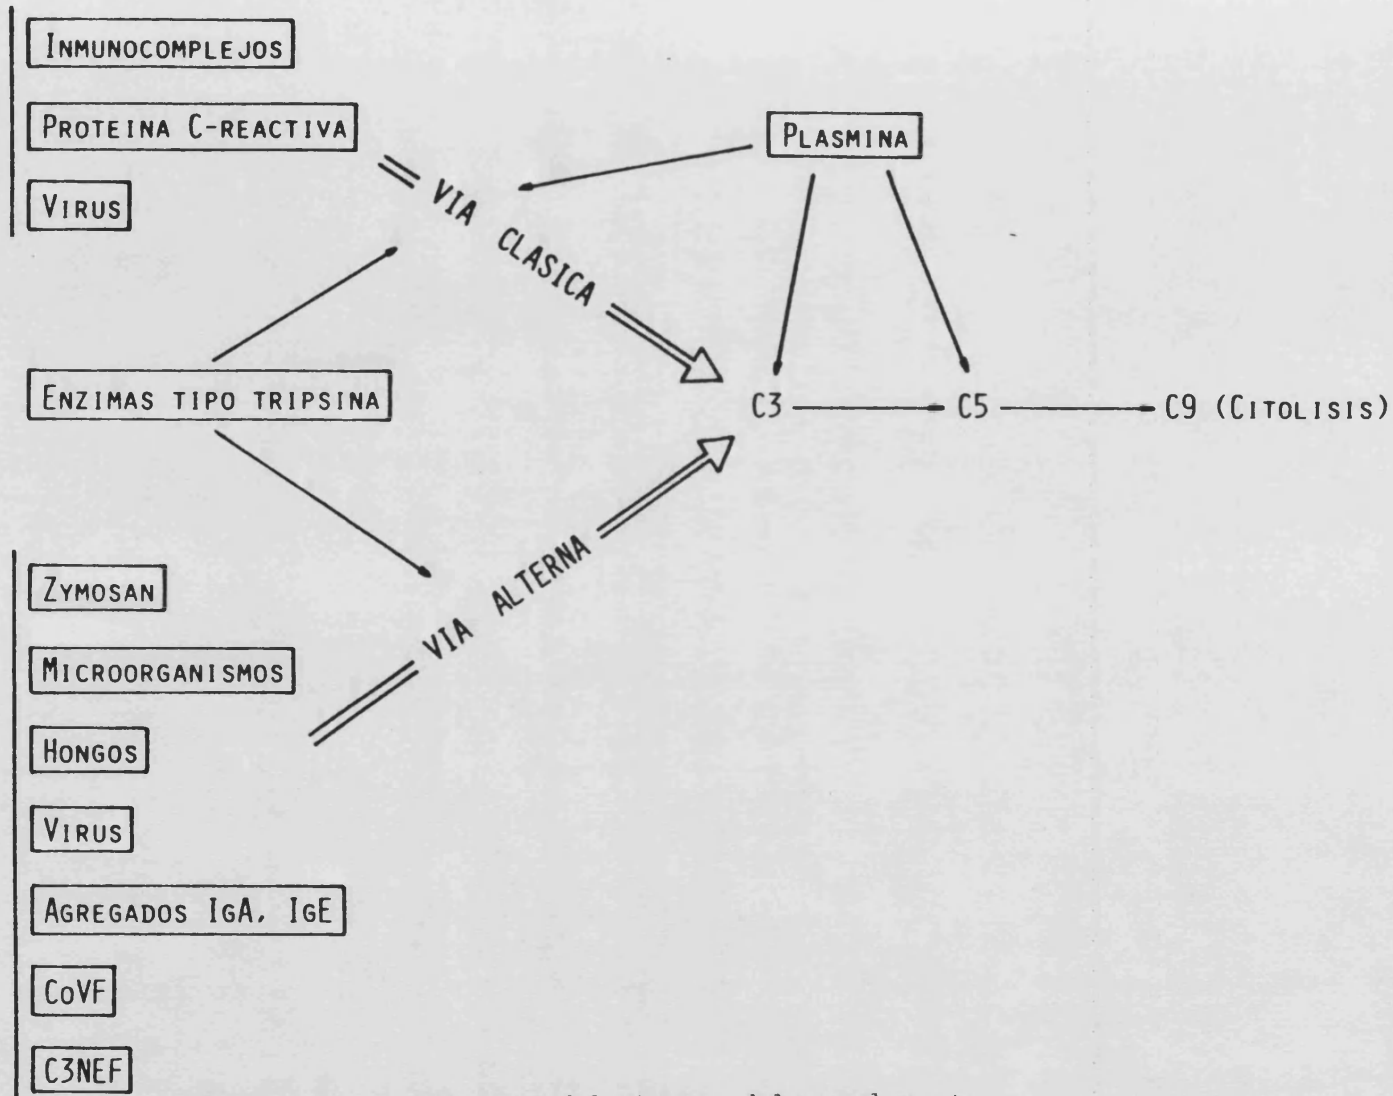 INMUNOCOMPLEJOS
PROTEINA C-REACTIVA
VIRUS
PLASMINA
VIA CLASICA
ENZIMAS TIPO TRIPSINA
C3
C5
C9 (CITOLISIS)
VIA ALTERNA
ZYMOSAN
MICROORGANISMOS
HONGOS
VIRUS
AGREGADOS IGA, IGE
COVF
C3NEF